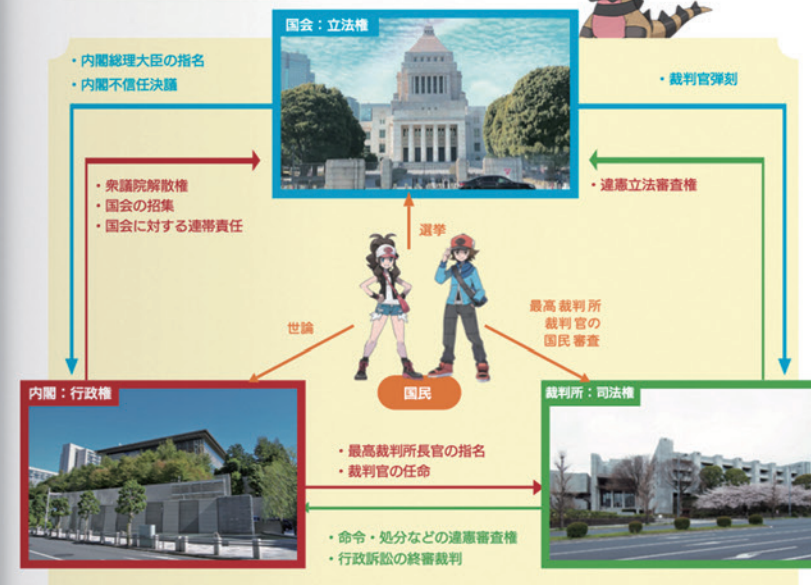 国会：立法権
・内閣総理大臣の指名
・内閣不信任決議
・裁判官弾刻
・衆議院解散権
・国会の招集
・国会に対する連帯責任
・違憲立法審査権
選挙
世論
最高裁判所
裁判官の
国民審査
国民
内閣：行政権
裁判所：司法権
・最高裁判所長官の指名
・裁判官の任命
・命令・処分などの違憲審査権
・行政訴訟の終審裁判